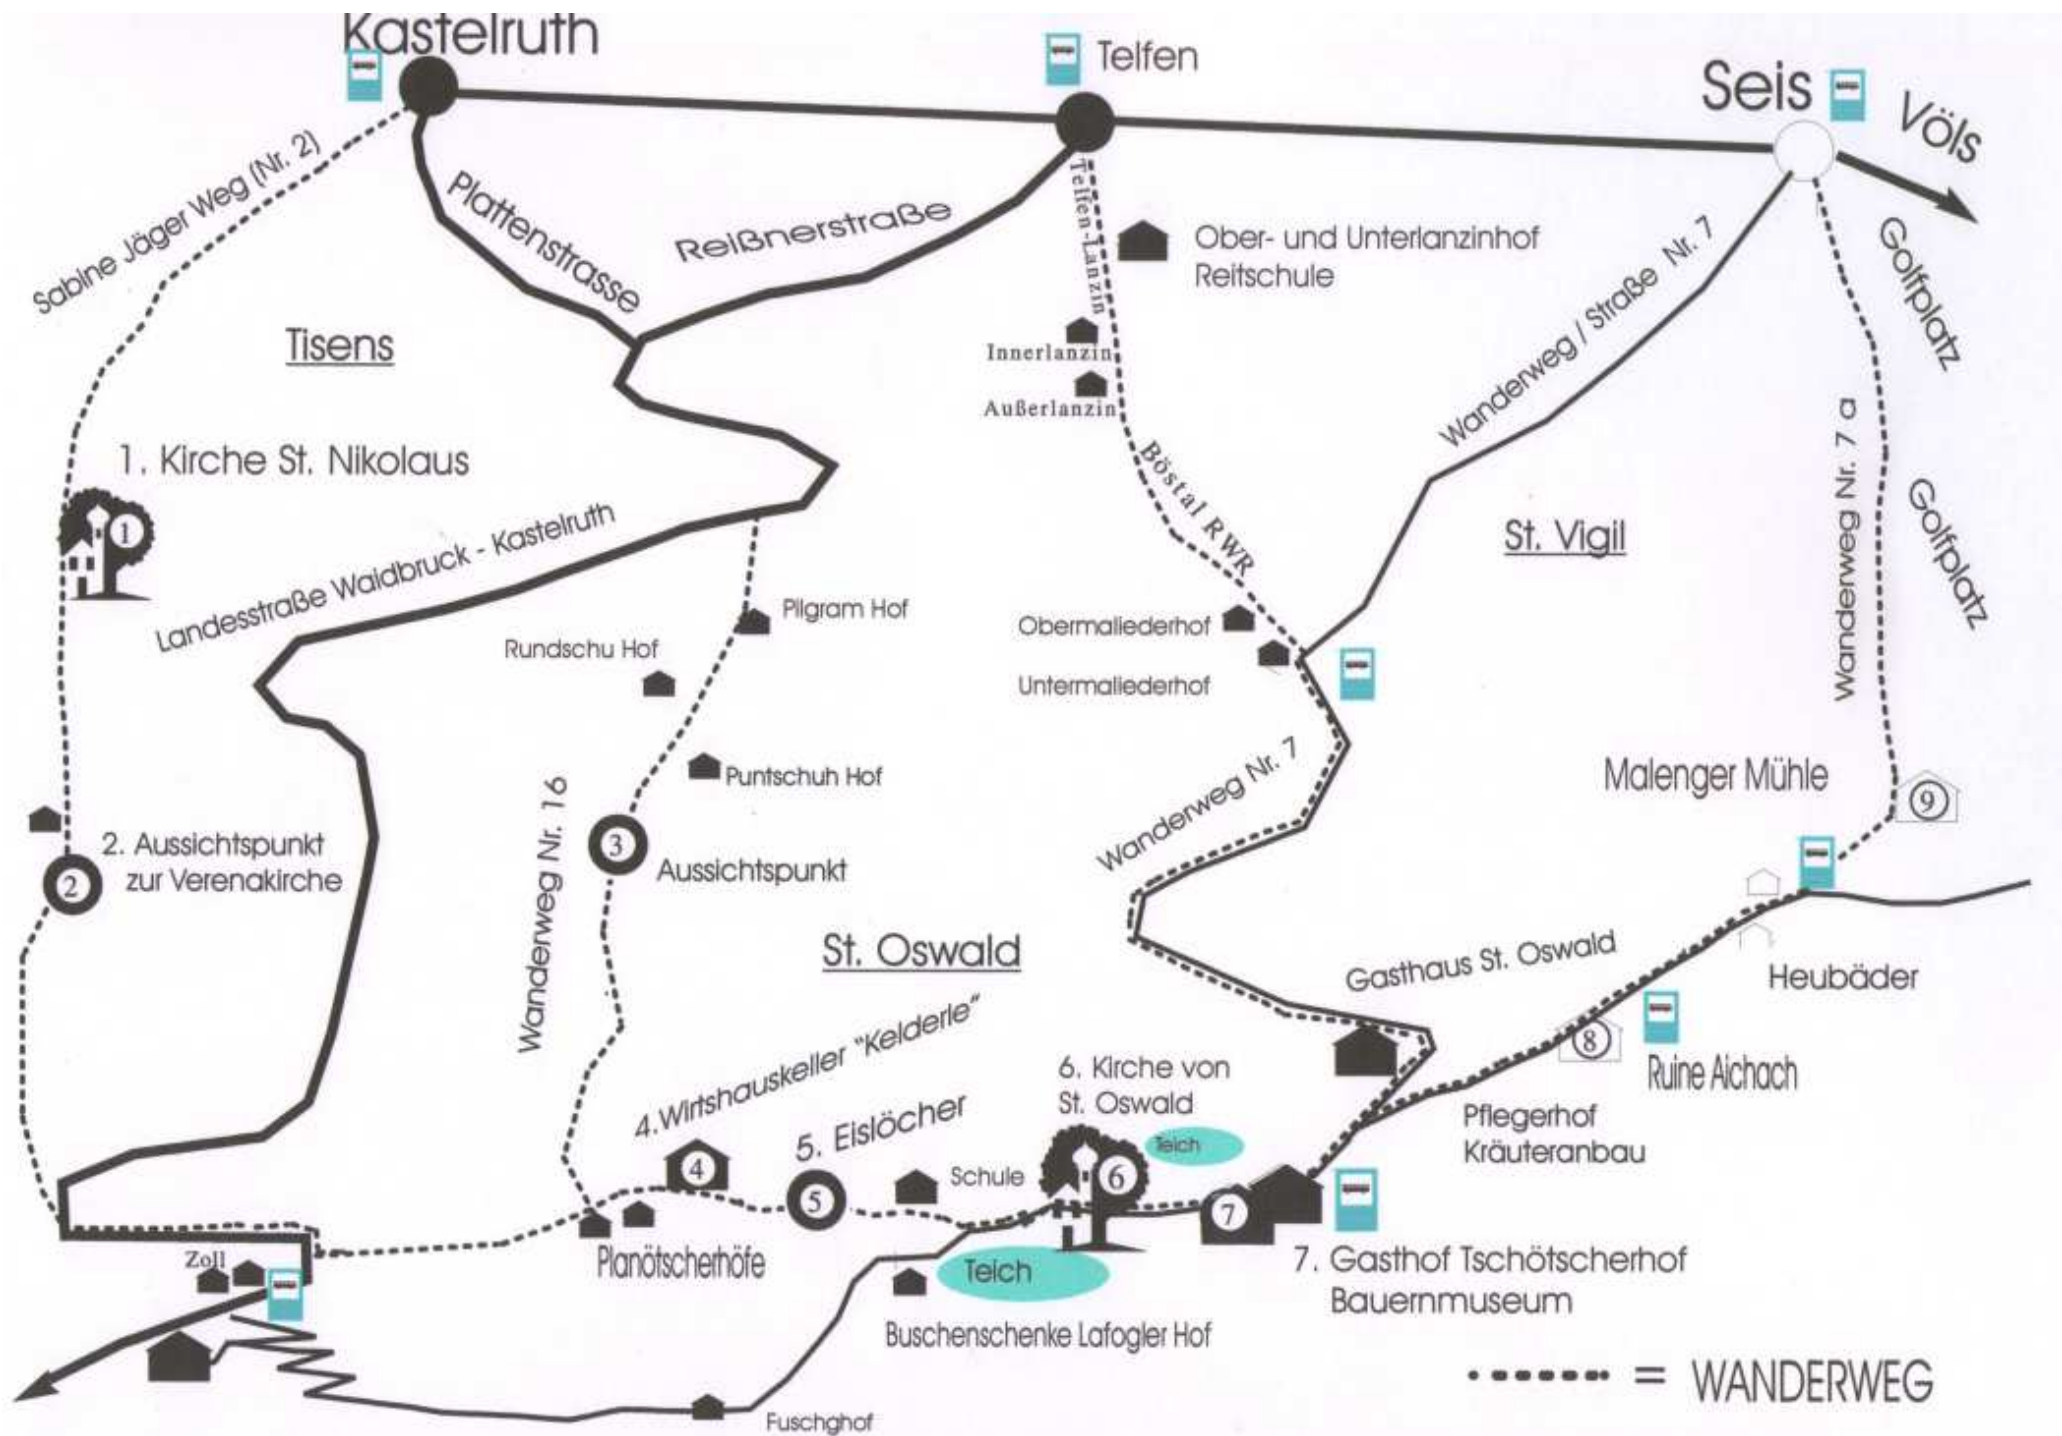 Kastelruth
Telfen
Seis
Völs
Sabine Jäger Weg (Nr. 2)
Plattenstrasse
Reißnerstraße
Telfen-Lanzin
Ober- und Unterlanzinhof
Reitschule
Wanderweg / Straße Nr. 7
Golfplatz
Tisens
Innerlanzin
Außerlanzin
1. Kirche St. Nikolaus
1
Landesstraße Waidbruck - Kastelruth
Böstal RWR
St. Vigil
Wanderweg Nr. 7 a
Golfplatz
Pilgram Hof
Rundschu Hof
Obermaliederhof
Untermaliederhof
Puntschuh Hof
Wanderweg Nr. 7
Malenger Mühle
9
2. Aussichtspunkt
zur Verenakirche
2
Wanderweg Nr. 16
3
Aussichtspunkt
St. Oswald
Gasthaus St. Oswald
Heubäder
8
Ruine Aichach
4.Wirtshauskeller "Kelderle"
5. Eislöcher
6. Kirche von
St. Oswald
Teich
Pflegerhof
Kräuteranbau
4
5
Schule
6
7
Zoll
Planötscherhöfe
Teich
7. Gasthof Tschötscherhof
Bauernmuseum
Buschenschenke Lafogler Hof
Fuschghof
= WANDERWEG